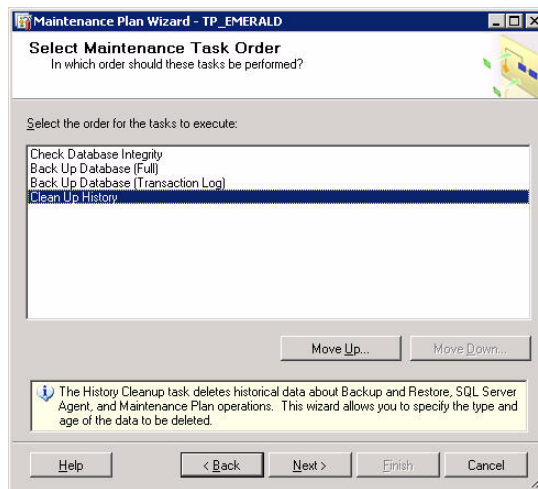 Maintenance Plan Wizard - TP_EMERALD
Select Maintenance Task Order
In which order should these tasks be performed?
Select the order for the tasks to execute:
Check Database Integrity
Back Up Database (Full)
Back Up Database (Transaction Log)
Clean Up History
Move Up... Move Down...
The History Cleanup task deletes historical data about Backup and Restore, SQL Server
Agent, and Maintenance Plan operations. This wizard allows you to specify the type and
age of the data to be deleted.
Help < Back Next > Finish Cancel